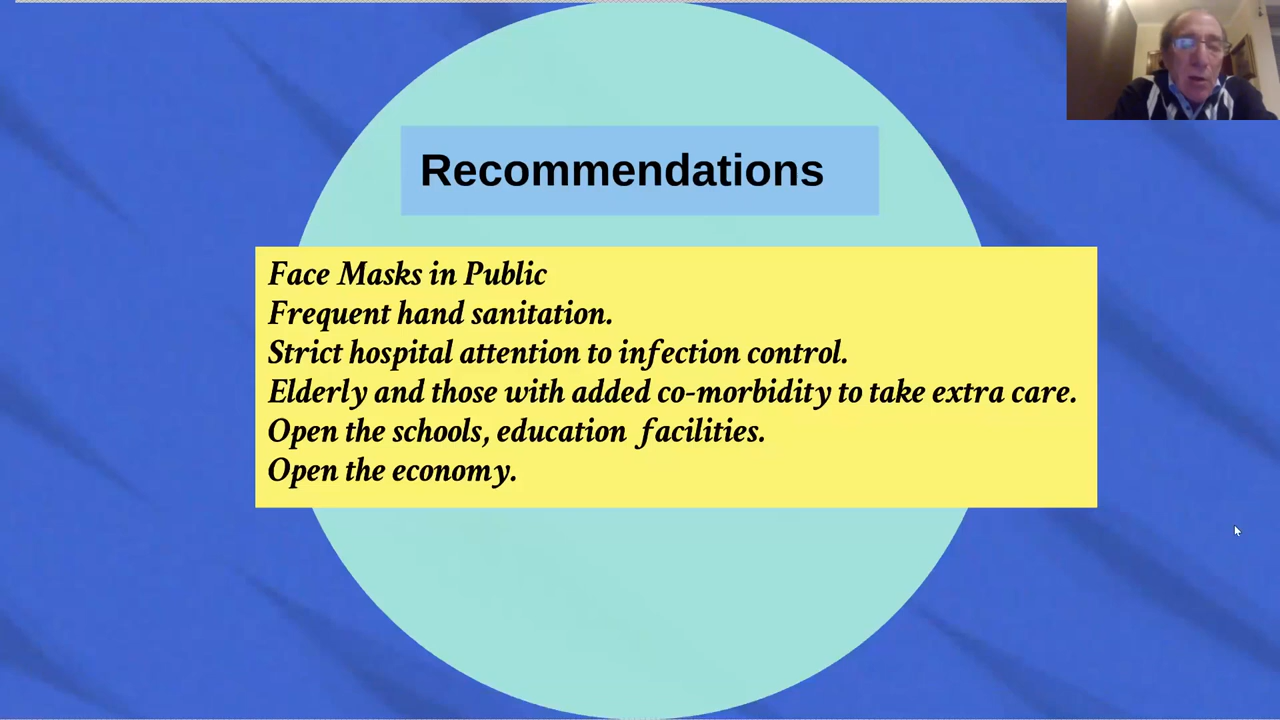 Recommendations
Face Masks in Public
Frequent hand sanitation.
Strict hospital attention to infection control.
Elderly and those with added co-morbidity to take extra care.
Open the schools, education facilities.
Open the economy.